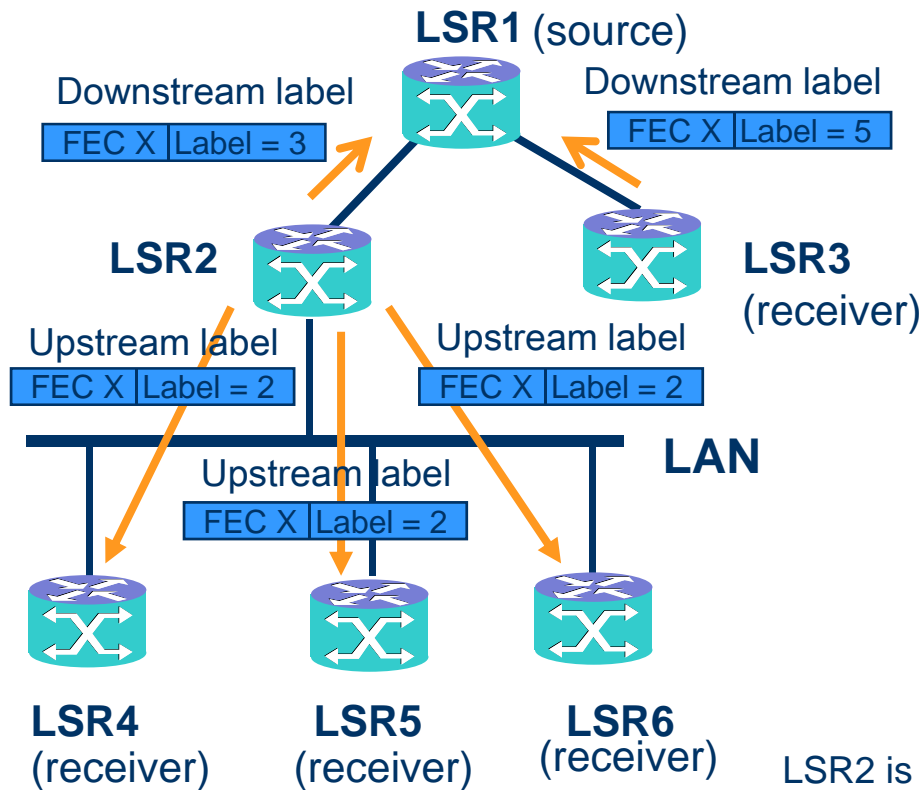 LSR1 (source)
Downstream label
FEC X Label = 3
Downstream label
FEC X Label = 5
LSR2
LSR3
(receiver)
Upstream label
FEC X Label = 2
Upstream label
FEC X Label = 2
LAN
Upstream label
FEC X Label = 2
LSR4
(receiver)
LSR5
(receiver)
LSR6
(receiver)
LSR2 is